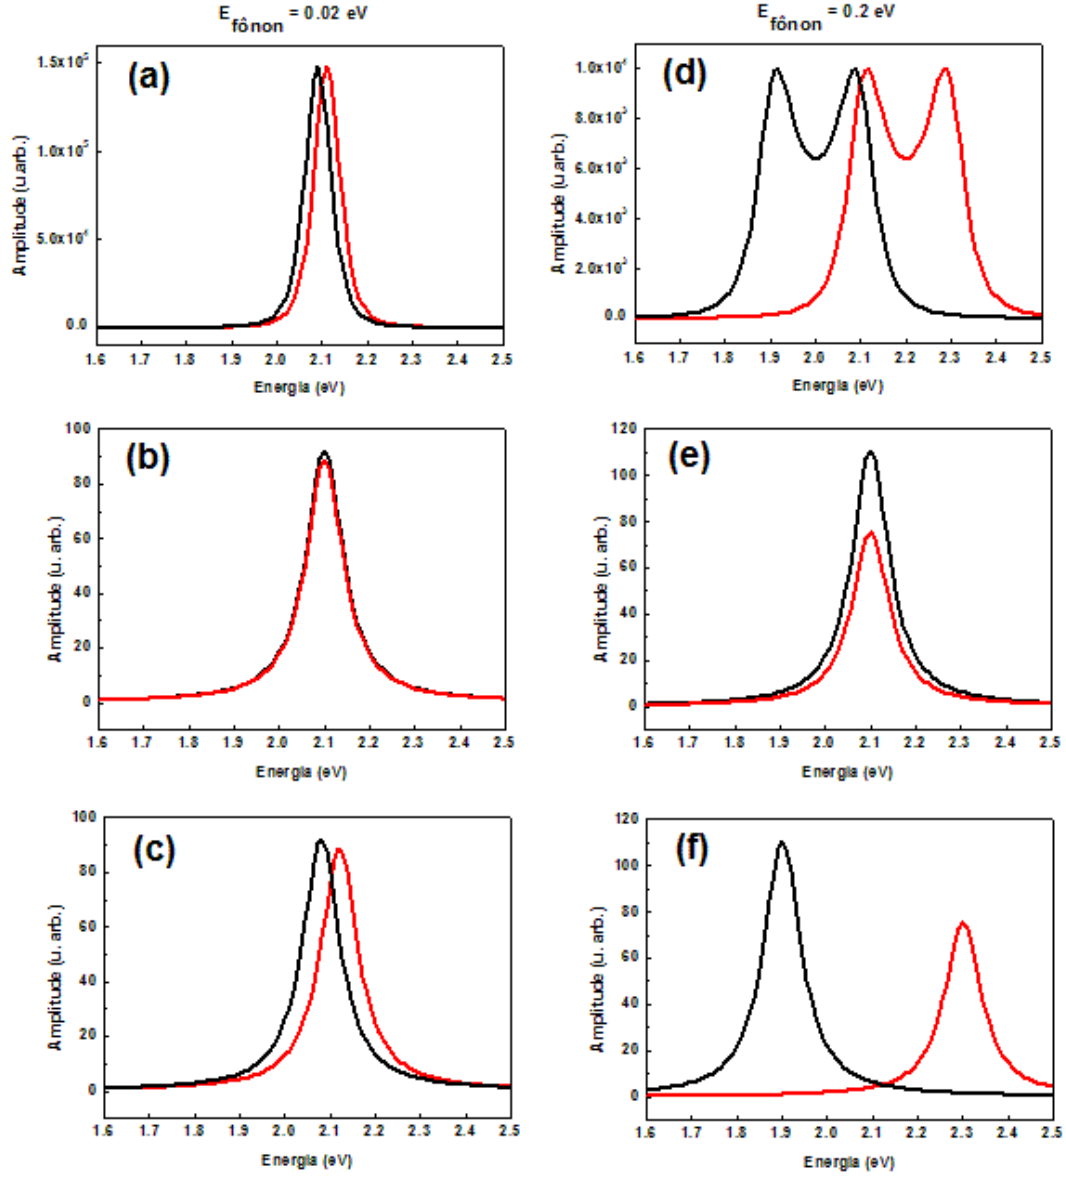 E fônon = 0.02 eV
E fônon = 0.2 eV
(a)
1.5x10⁵
1.0x10⁵
5.0x10⁴
0.0
Amplitude (u.arb.)
1.6 1.7 1.8 1.9 2.0 2.1 2.2 2.3 2.4 2.5
Energia (eV)
(d)
1.0x10⁴
8.0x10³
6.0x10³
4.0x10³
2.0x10³
0.0
Amplitude (u.arb.)
1.6 1.7 1.8 1.9 2.0 2.1 2.2 2.3 2.4 2.5
Energia (eV)
(b)
100
80
60
40
20
0
Amplitude (u. arb.)
1.6 1.7 1.8 1.9 2.0 2.1 2.2 2.3 2.4 2.5
Energia (eV)
(e)
120
100
80
60
40
20
0
Amplitude (u. arb.)
1.6 1.7 1.8 1.9 2.0 2.1 2.2 2.3 2.4 2.5
Energia (eV)
(c)
100
80
60
40
20
0
Amplitude (u. arb.)
1.6 1.7 1.8 1.9 2.0 2.1 2.2 2.3 2.4 2.5
Energia (eV)
(f)
120
100
80
60
40
20
0
Amplitude (u. arb.)
1.6 1.7 1.8 1.9 2.0 2.1 2.2 2.3 2.4 2.5
Energia (eV)